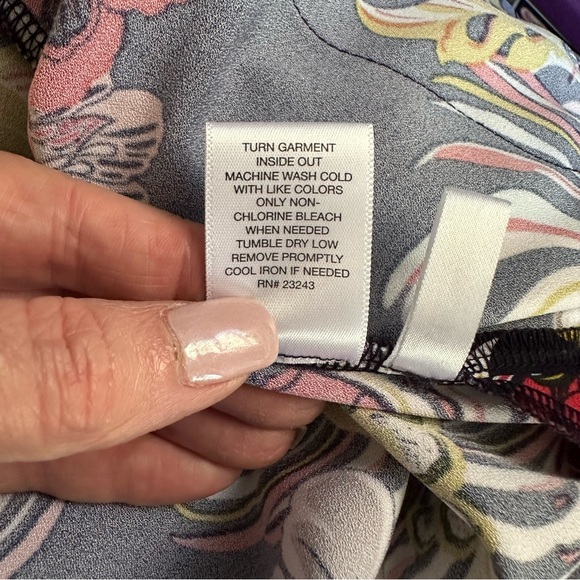 TURN GARMENT
INSIDE OUT
MACHINE WASH COLD
WITH LIKE COLORS
ONLY NON-
CHLORINE BLEACH
WHEN NEEDED
TUMBLE DRY LOW
REMOVE PROMPTLY
COOL IRON IF NEEDED
RN# 23243